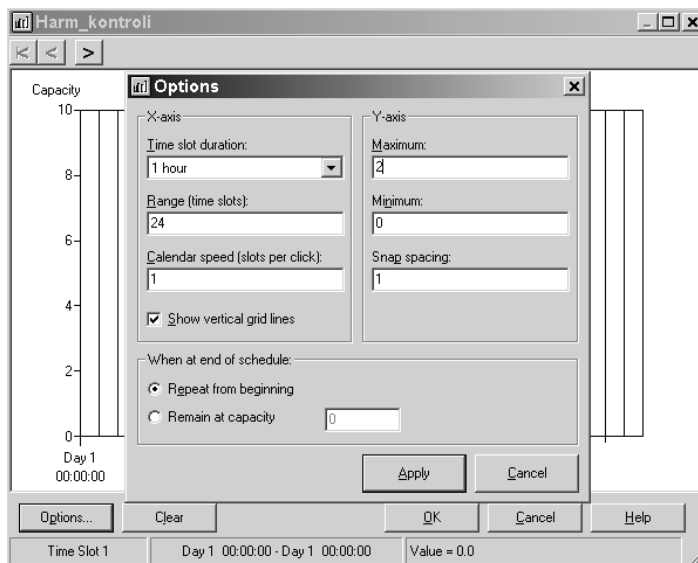 Harm_kontroli
Capacity
10
8
6
4
2
0
Day 1
00:00:00
Options
X-axis
Time slot duration:
1 hour
Range (time slots):
24
Calendar speed (slots per click):
1
Show vertical grid lines
Y-axis
Maximum:
2
Minimum:
0
Snap spacing:
1
When at end of schedule:
Repeat from beginning
Remain at capacity 0
Apply Cancel
Options... Clear OK Cancel Help
Time Slot 1 Day 1 00:00:00 - Day 1 00:00:00 Value = 0.0